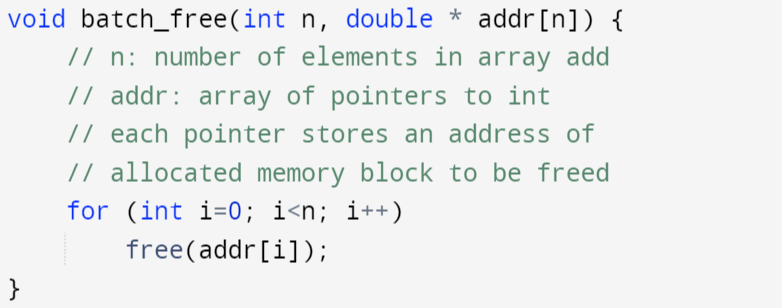 void batch_free(int n, double * addr[n]) {
    // n: number of elements in array add
    // addr: array of pointers to int
    // each pointer stores an address of
    // allocated memory block to be freed
    for (int i=0; i<n; i++)
        free(addr[i]);
}